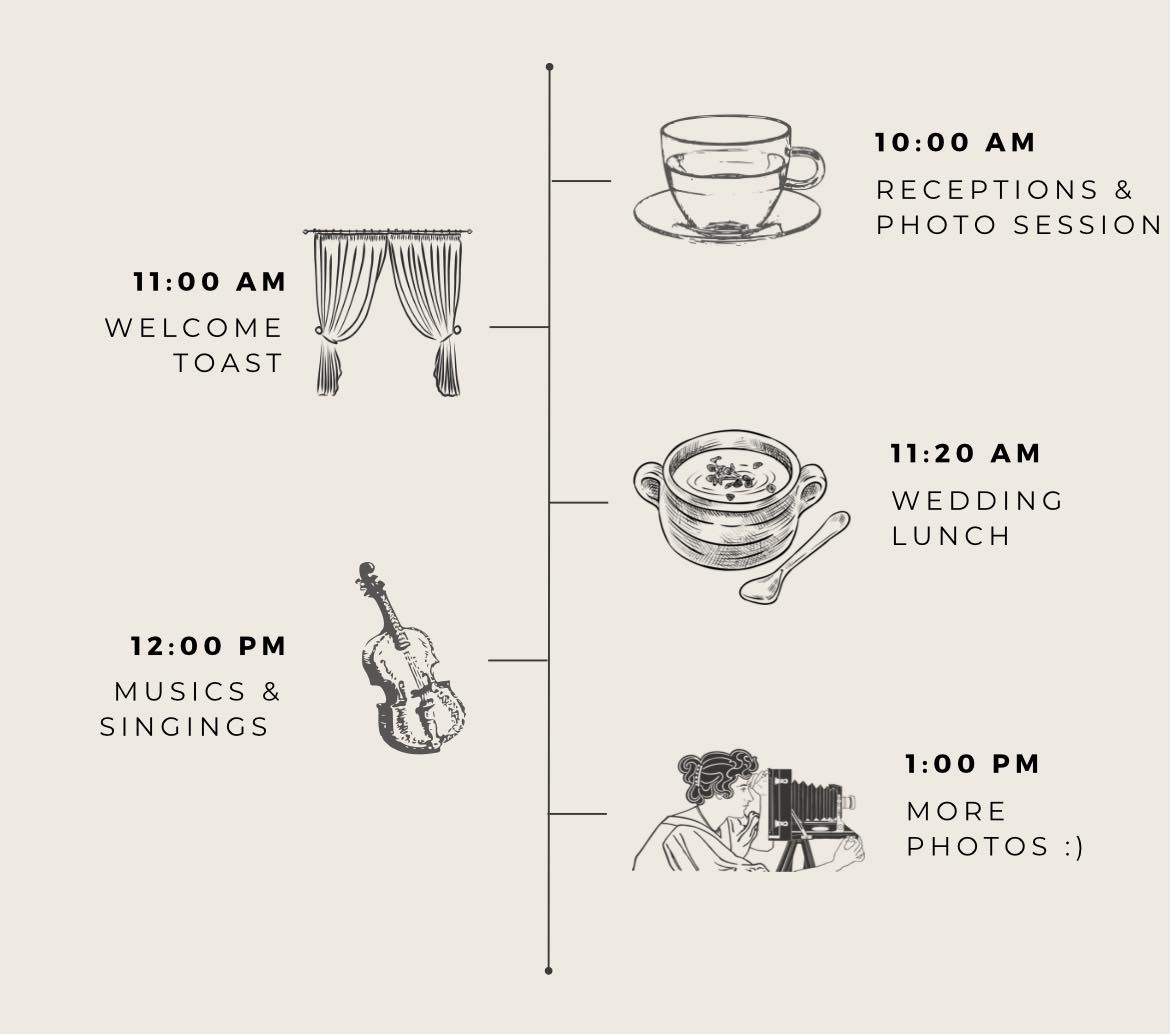 10:00 AM
RECEPTIONS &
PHOTO SESSION
11:00 AM
WELCOME
TOAST
11:20 AM
WEDDING
LUNCH
12:00 PM
MUSICS &
SINGINGS
1:00 PM
MORE
PHOTOS :)